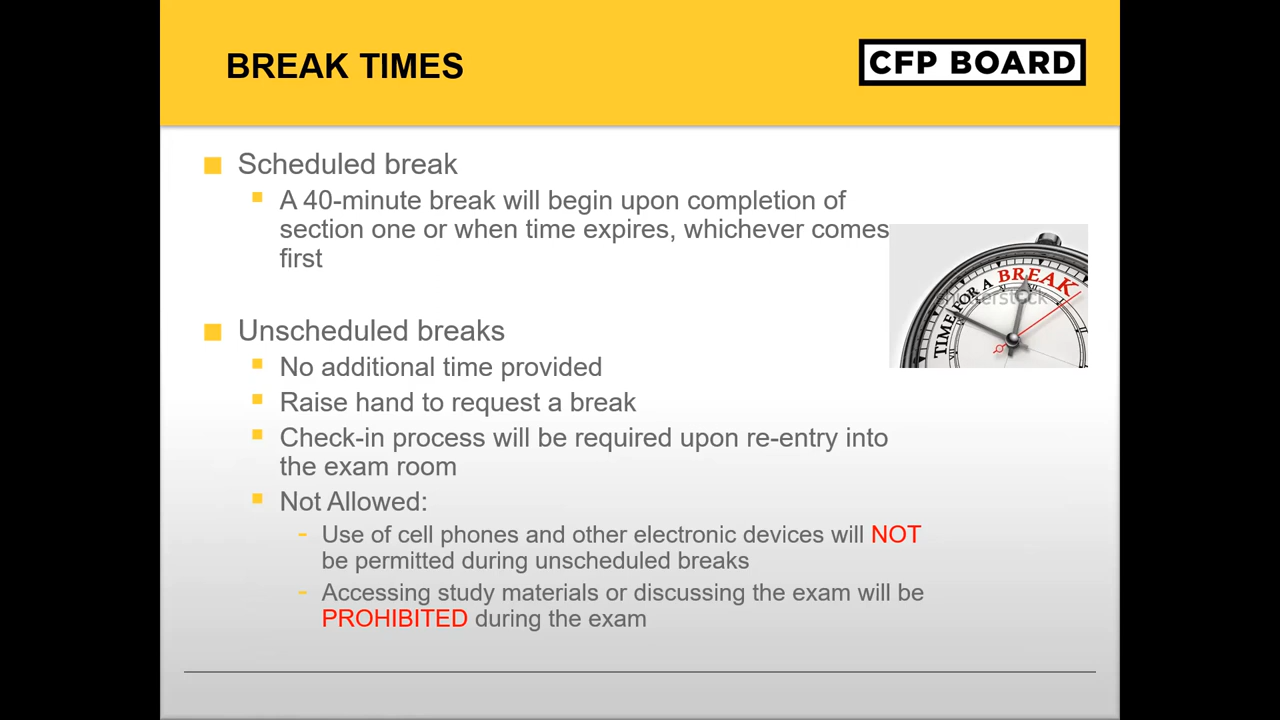 BREAK TIMES
CFP BOARD
Scheduled break
A 40-minute break will begin upon completion of
section one or when time expires, whichever comes
first
TIME FOR A BREAK
Unscheduled breaks
No additional time provided
Raise hand to request a break
Check-in process will be required upon re-entry into
the exam room
Not Allowed:
- Use of cell phones and other electronic devices will NOT
be permitted during unscheduled breaks
- Accessing study materials or discussing the exam will be
PROHIBITED during the exam